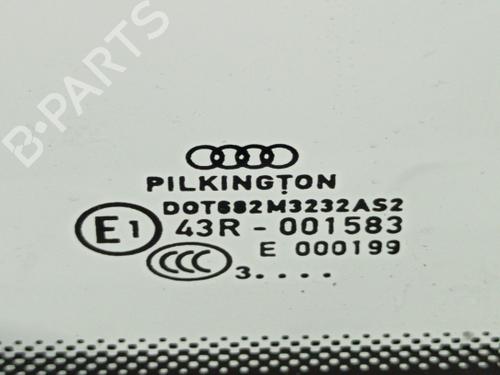 B-PARTS
PILKINGTON
DOT682M3232AS2
E1 43R - 001583
E 000199
CCC
3....